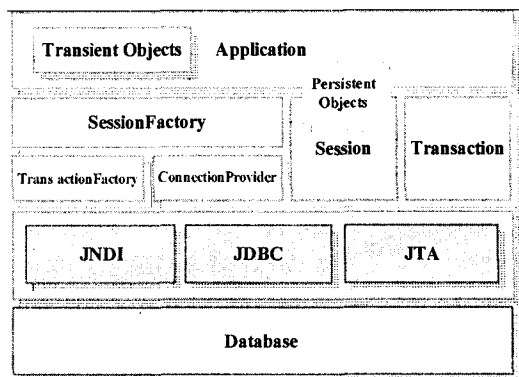 Transient Objects Application
Persistent
Objects
SessionFactory
Session
Transaction
Trans actionFactory
ConnectionProvider
JNDI
JDBC
JTA
Database